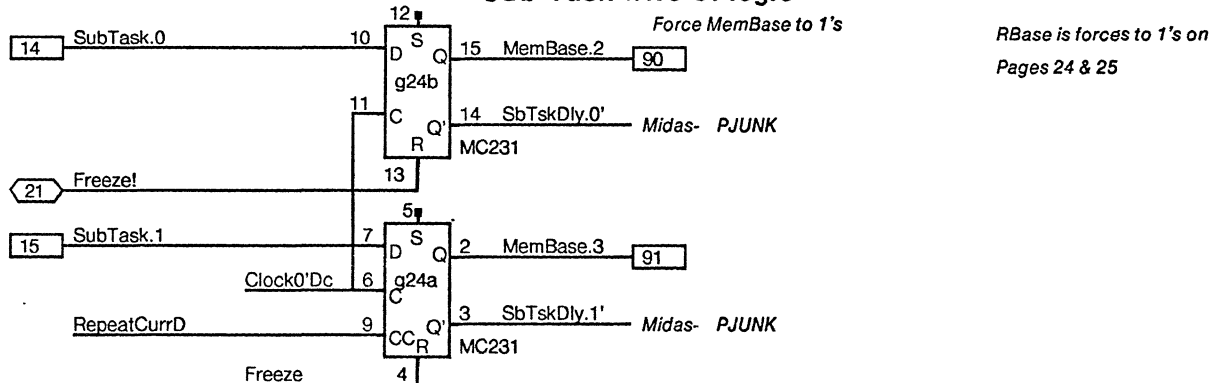 12
Force MemBase to 1's
RBase is forces to 1's on
Pages 24 & 25
14 SubTask.0 10 D S Q 15 MemBase.2 90
g24b
11 C
Q' 14 SbTskDly.0' Midas- PJUNK
R
MC231
13
21 Freeze!
5
15 SubTask.1 7 D S Q 2 MemBase.3 91
g24a
Clock0'Dc 6 C
Q' 3 SbTskDly.1' Midas- PJUNK
RepeatCurrD 9 CC R
MC231
Freeze 4